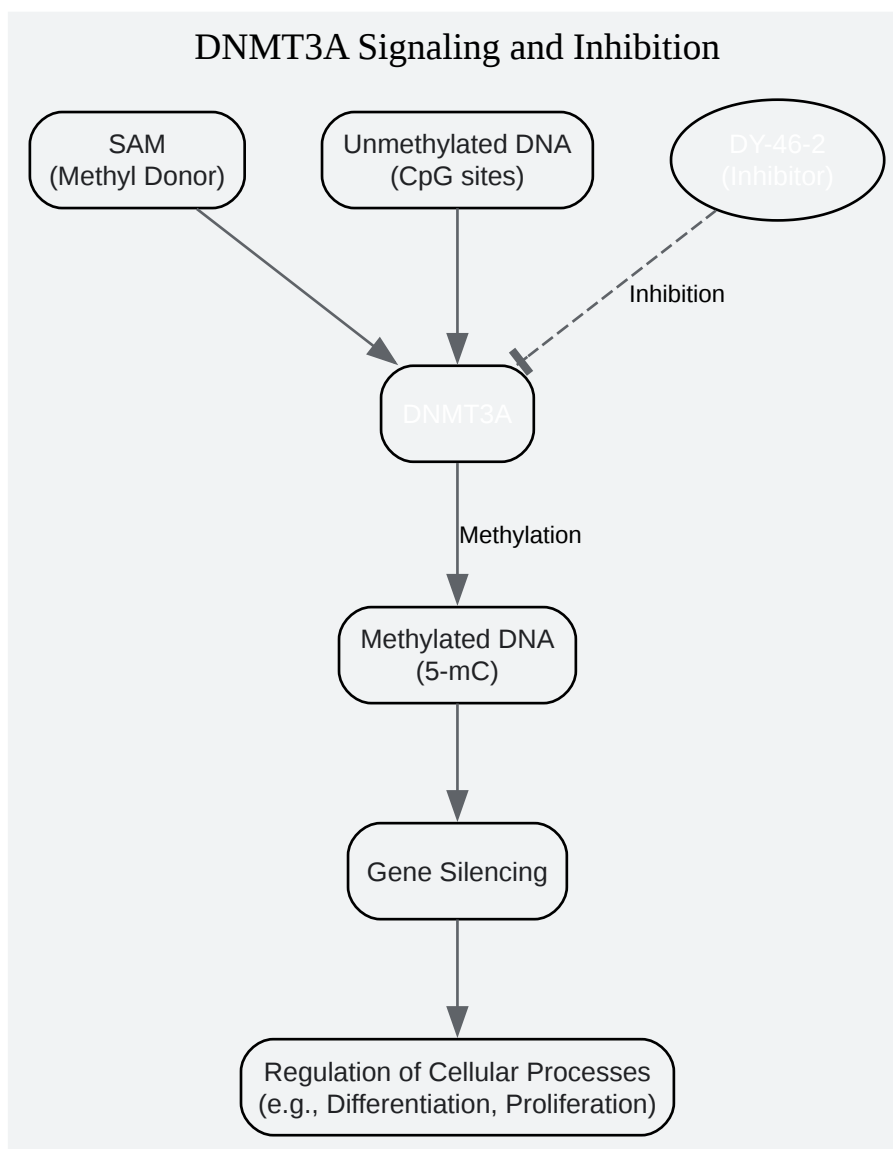 DNMT3A Signaling and Inhibition
SAM
(Methyl Donor)
Unmethylated DNA
(CpG sites)
DY-46-2
(Inhibitor)
Inhibition
DNMT3A
Methylation
Methylated DNA
(5-mC)
Gene Silencing
Regulation of Cellular Processes
(e.g., Differentiation, Proliferation)